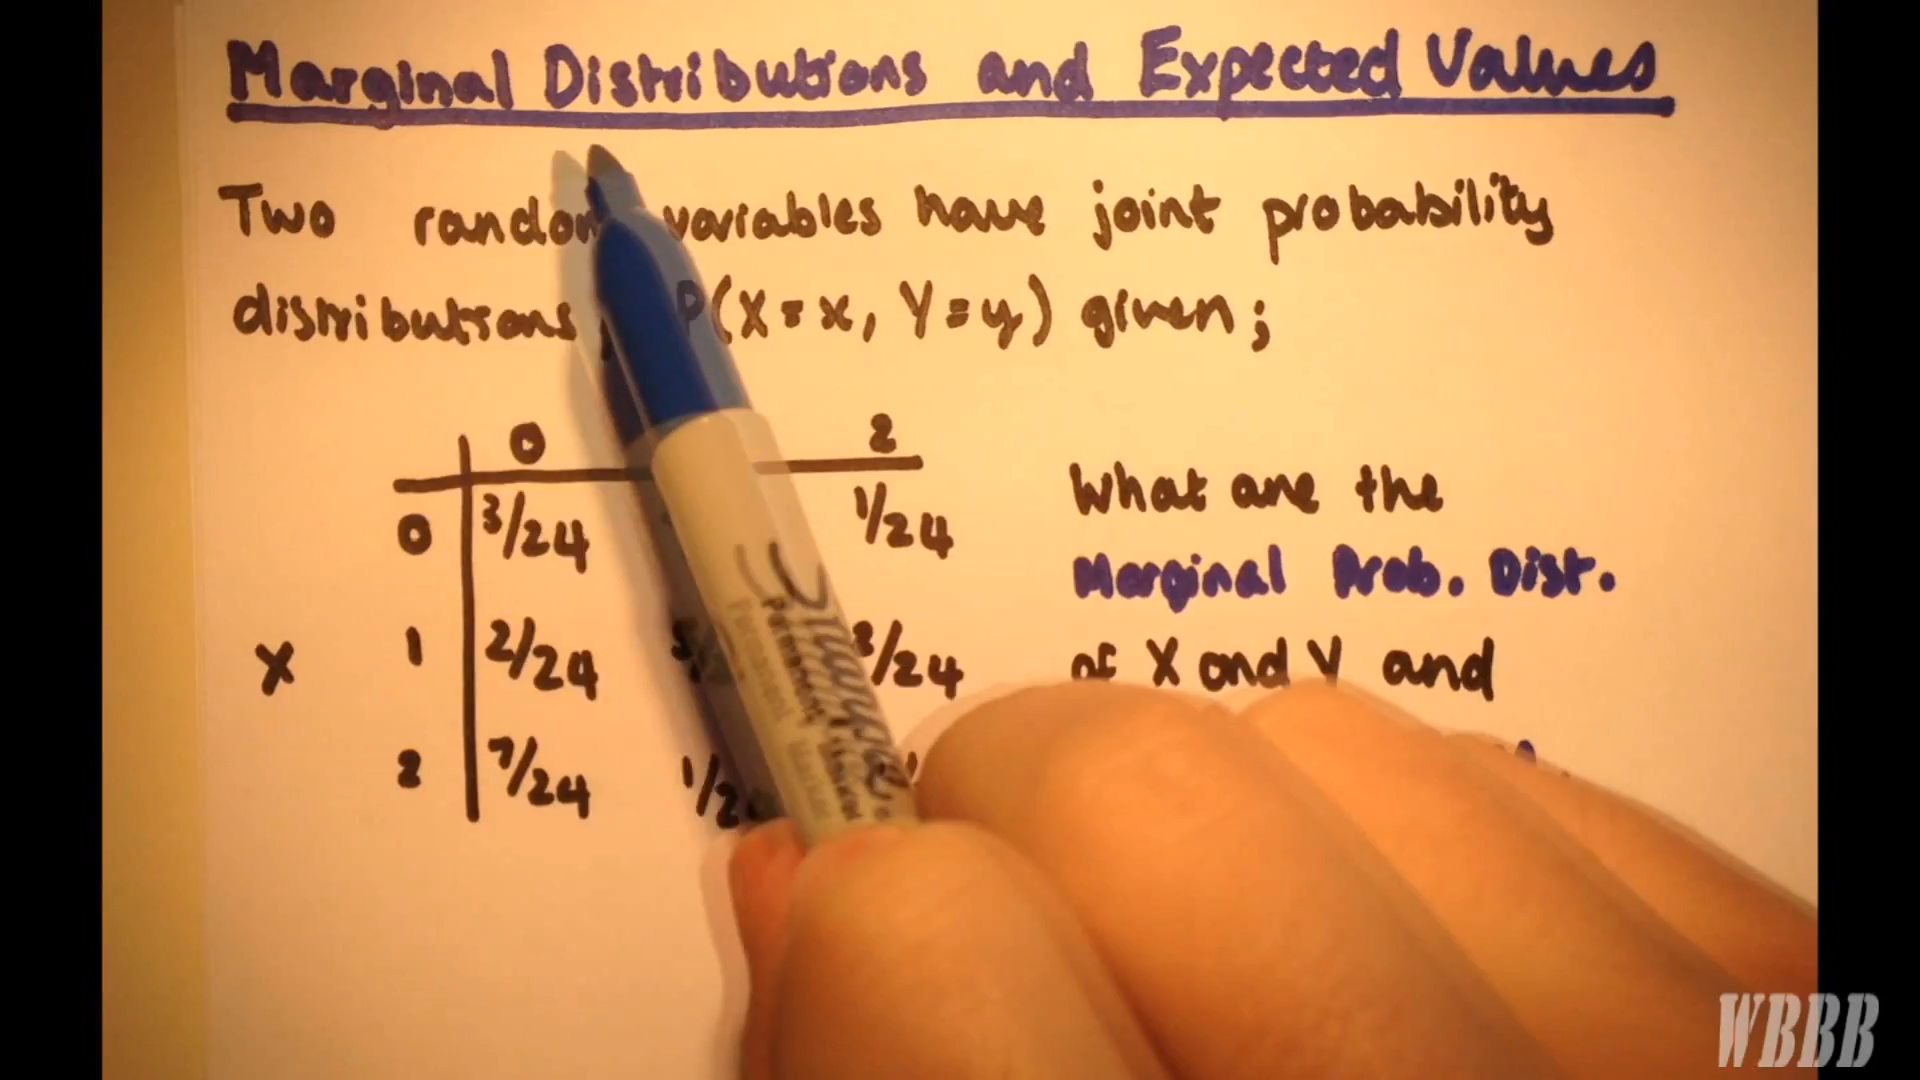 Marginal Distributions and Expected Values
Two random variables have joint probability
distributions P(X=x, Y=y) given;
0 2
0 3/24 1/24
What are the
Marginal Prob. Dist.
X 1 2/24 3/24
of X and Y and
2 7/24
Sharpie
WBBB